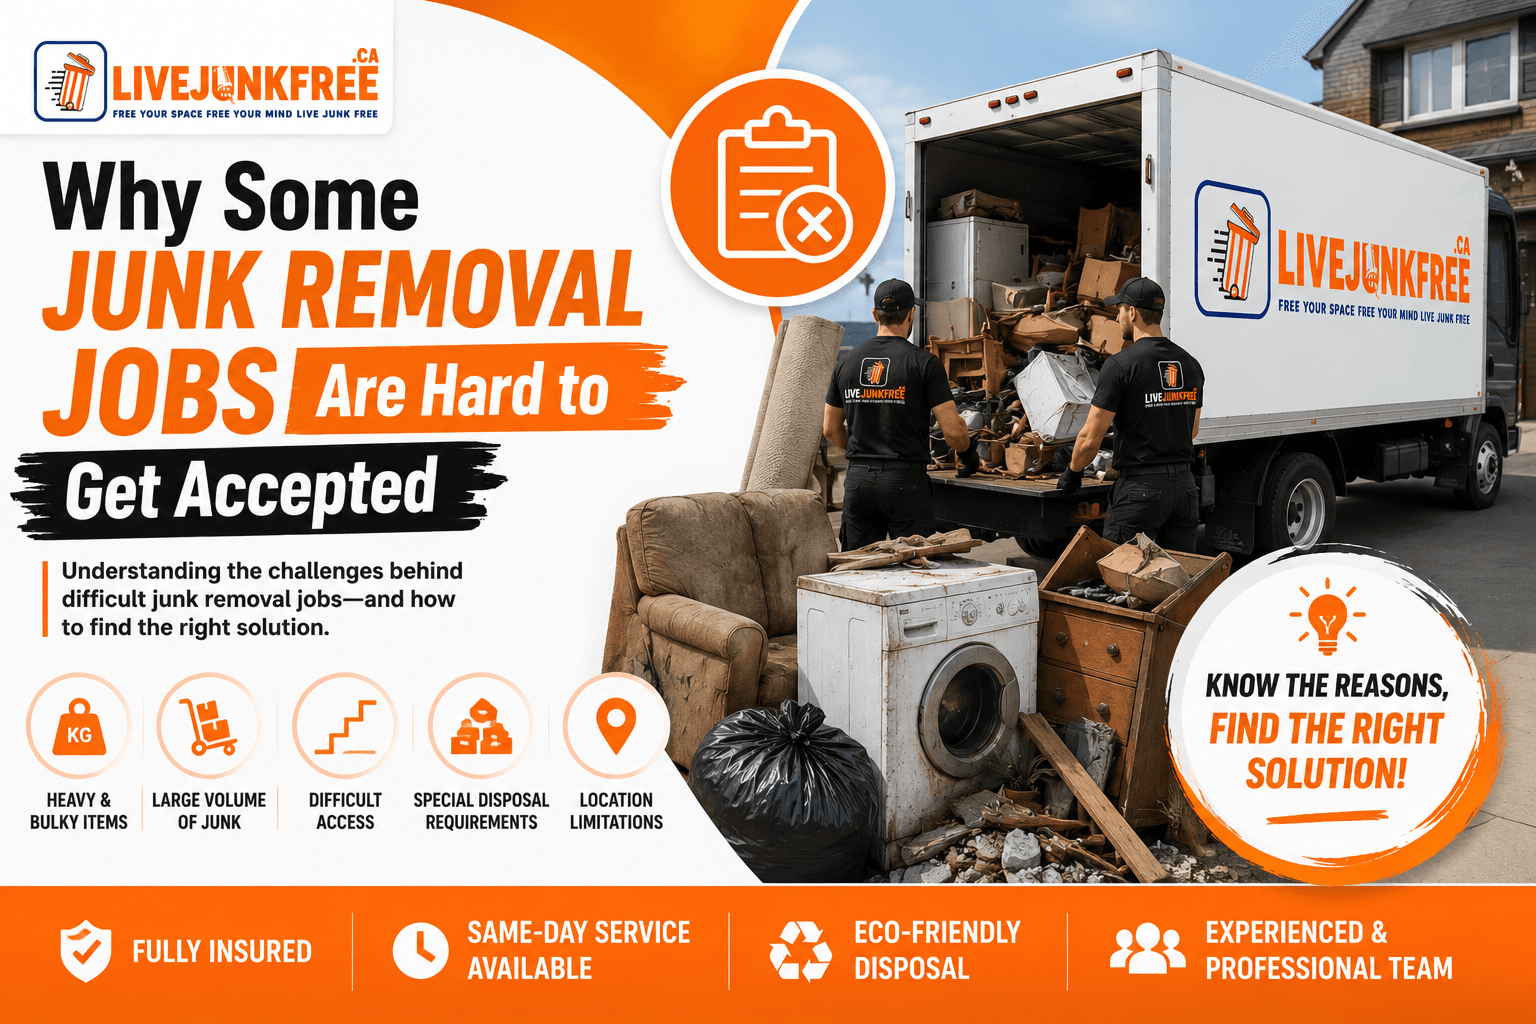 LIVEJUNKFREE.CA
FREE YOUR SPACE FREE YOUR MIND LIVE JUNK FREE
Why Some
JUNK REMOVAL
JOBS Are Hard to
Get Accepted
Understanding the challenges behind
difficult junk removal jobs—and how
to find the right solution.
KG
HEAVY &
BULKY ITEMS
LARGE VOLUME
OF JUNK
DIFFICULT
ACCESS
SPECIAL DISPOSAL
REQUIREMENTS
LOCATION
LIMITATIONS
LIVEJUNKFREE.CA
FREE YOUR SPACE FREE YOUR MIND LIVE JUNK FREE
LIVEJUNKFREE
LIVEJUNKFREE
KNOW THE REASONS,
FIND THE RIGHT
SOLUTION!
FULLY INSURED
SAME-DAY SERVICE
AVAILABLE
ECO-FRIENDLY
DISPOSAL
EXPERIENCED &
PROFESSIONAL TEAM